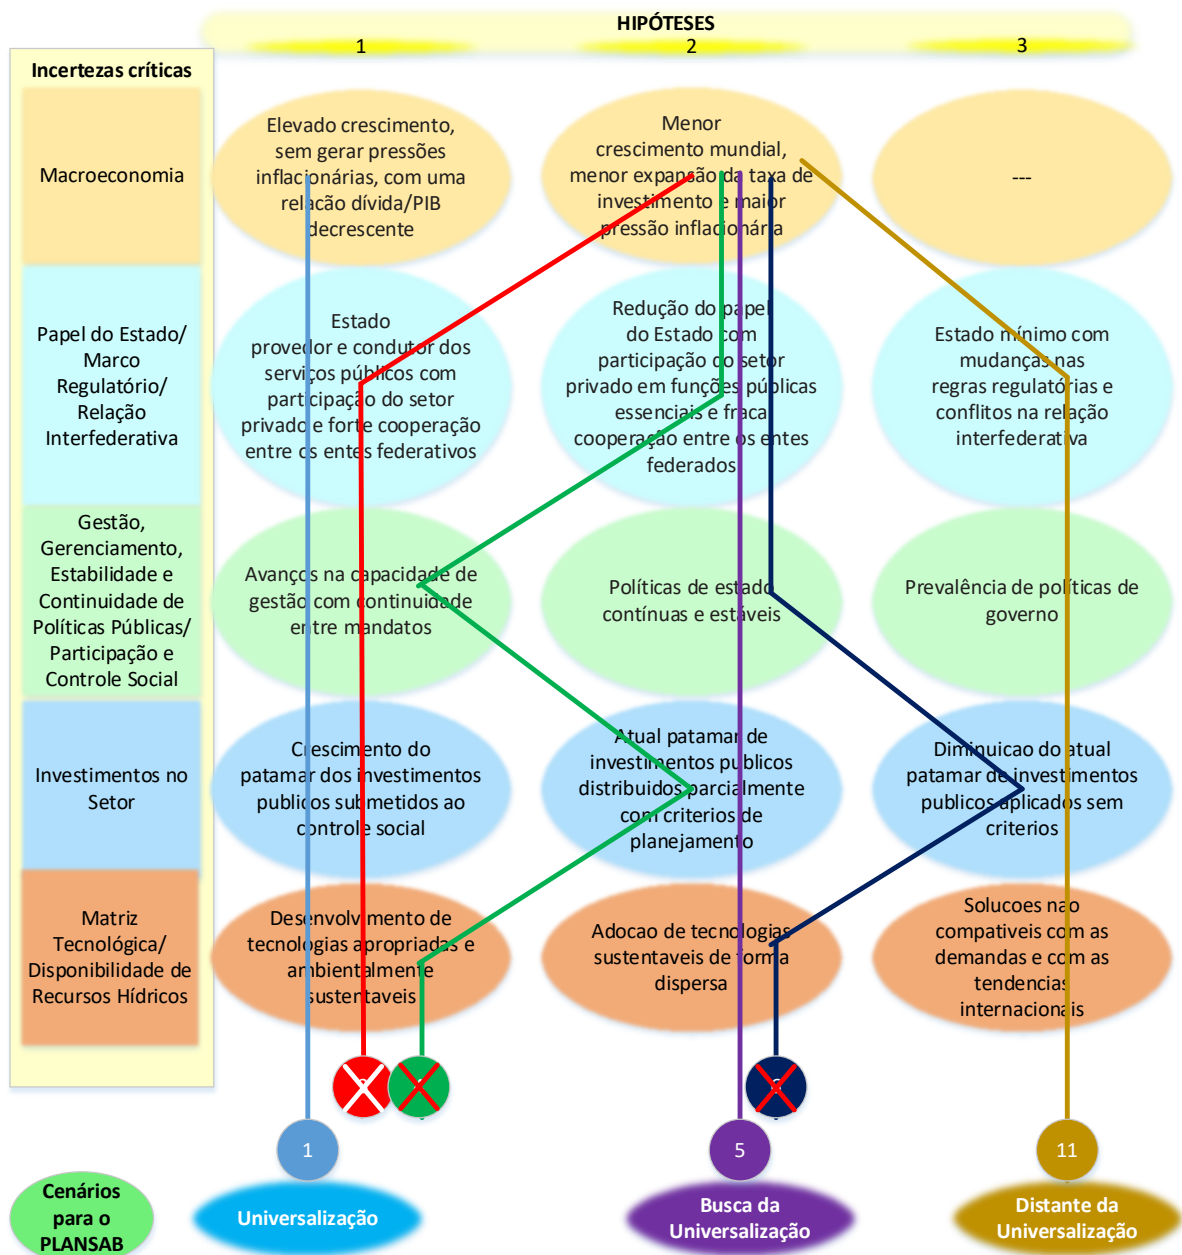 HIPÓTESES
1
2
3
Incertezas críticas
Macroeconomia
Elevado crescimento,
sem gerar pressões
inflacionárias, com uma
relacão dívida/PIB
decrescente
Menor
crescimento mundial,
menor expansão da taxa de
investimento e maior
pressão inflacionária
---
Papel do Estado/
Marco
Regulatório/
Relação
Interfederativa
Estado
provedor e condutor dos
serviços públicos com
participação do setor
privado e forte cooperação
entre os entes federativos
Redução do papel
do Estado com
participação do setor
privado em funções públicas
essenciais e fraca
cooperação entre os entes
federados
Estado mínimo com
mudanças nas
regras regulatórias e
conflitos na relação
interfederativa
Gestão,
Gerenciamento,
Estabilidade e
Continuidade de
Políticas Públicas/
Participação e
Controle Social
Avanços na capacidade de
gestão com continuidade
entre mandatos
Políticas de estado
contínuas e estáveis
Prevalência de políticas de
governo
Investimentos no
Setor
Crescimento do
patamar dos investimentos
publicos submetidos ao
controle social
Atual patamar de
investimentos publicos
distribuidos parcialmente
com criterios de
planejamento
Diminuicao do atual
patamar de investimentos
publicos aplicados sem
criterios
Matriz
Tecnológica/
Disponibilidade de
Recursos Hídricos
Desenvolvimento de
tecnologias apropriadas e
ambientalmente
sustentaveis
Adocao de tecnologias
sustentaveis de forma
dispersa
Solucoes nao
compativeis com as
demandas e com as
tendencias
internacionais
1
5
11
Cenários
para o
PLANSAB
Universalização
Busca da
Universalização
Distante da
Universalização